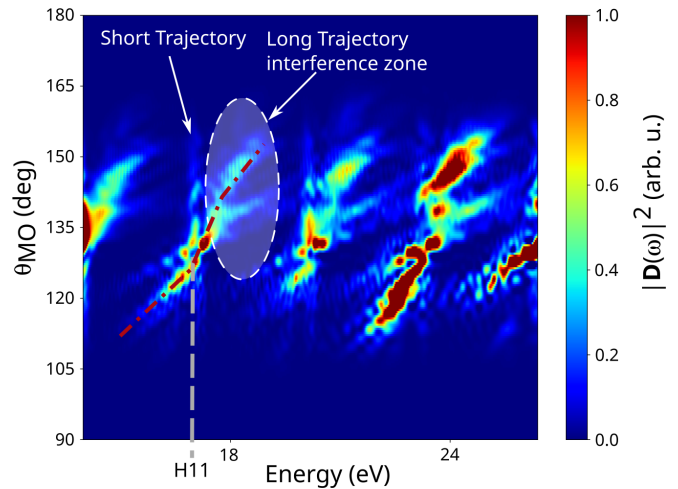 180
165
150
135
120
105
90
θMO (deg)
Short Trajectory
Long Trajectory
interference zone
H11
18
24
Energy (eV)
1.0
0.8
0.6
0.4
0.2
0.0
|D(ω)|² (arb. u.)